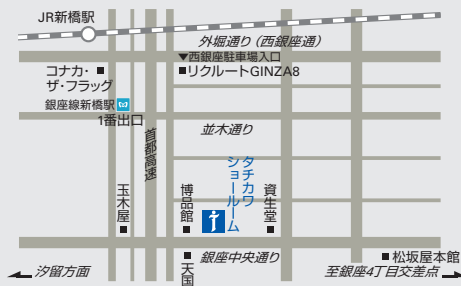 JR新橋駅
外堀通り（西銀座通）
▼西銀座駐車場入口
■リクルートGINZA8
コナカ・■
ザ・フラッグ
銀座線新橋駅
1番出口
首都高速
並木通り
タチカワ
ショールーム
玉木屋
博品館
資生堂
天国
銀座中央通り
■松坂屋本館
汐留方面
至銀座4丁目交差点